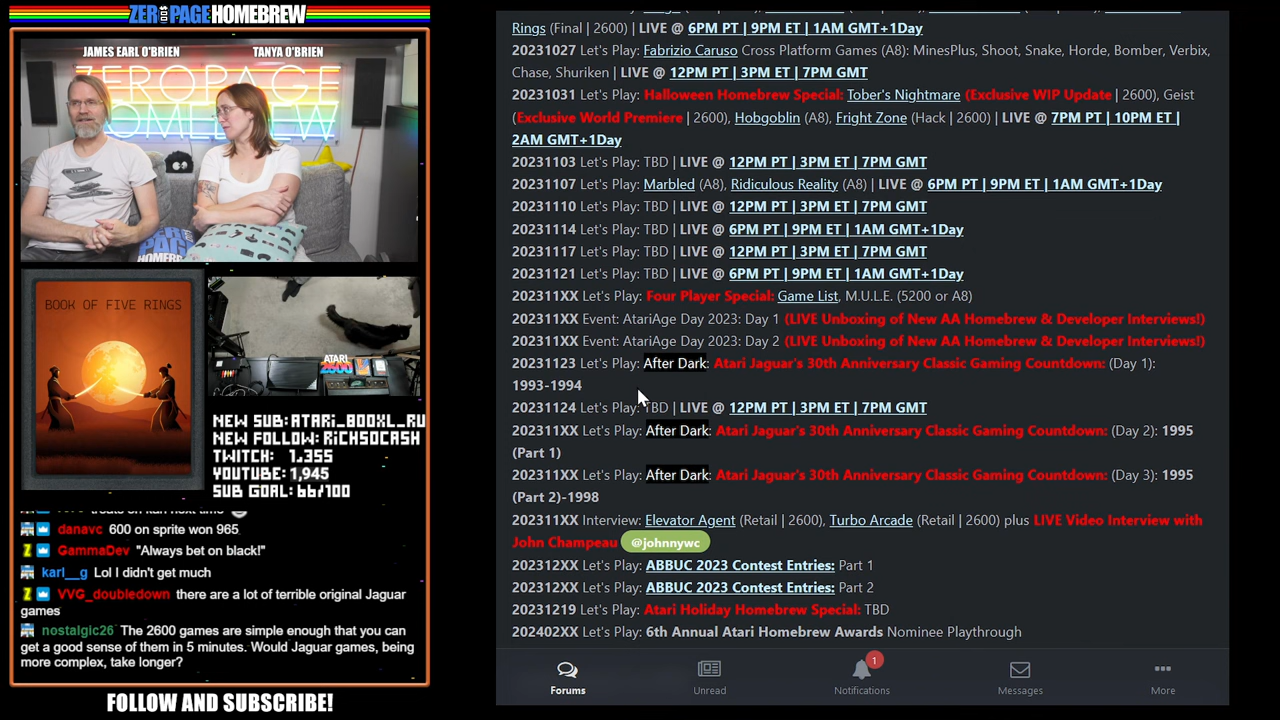 ZEROPAGE HOMEBREW
JAMES EARL O'BRIEN
TANYA O'BRIEN
ZEROPAGE
HOMEBREW
BOOK OF FIVE RINGS
ATARI
2600
NEW SUB: ATARI_800XL_RU
NEW FOLLOW: RICHSOCASH
TWITCH: 1,355
YOUTUBE: 1,945
SUB GOAL: 66/100
danavc 600 on sprite won 965
GammaDev "Always bet on black!"
karl__g Lol I didn't get much
VVG_doubledown there are a lot of terrible original Jaguar
games
nostalgic26 The 2600 games are simple enough that you can
get a good sense of them in 5 minutes. Would Jaguar games, being
more complex, take longer?
FOLLOW AND SUBSCRIBE!
Rings (Final | 2600) | LIVE @ 6PM PT | 9PM ET | 1AM GMT+1Day
20231027 Let's Play: Fabrizio Caruso Cross Platform Games (A8): MinesPlus, Shoot, Snake, Horde, Bomber, Verbix,
Chase, Shuriken | LIVE @ 12PM PT | 3PM ET | 7PM GMT
20231031 Let's Play: Halloween Homebrew Special: Tober's Nightmare (Exclusive WIP Update | 2600), Geist
(Exclusive World Premiere | 2600), Hobgoblin (A8), Fright Zone (Hack | 2600) | LIVE @ 7PM PT | 10PM ET |
2AM GMT+1Day
20231103 Let's Play: TBD | LIVE @ 12PM PT | 3PM ET | 7PM GMT
20231107 Let's Play: Marbled (A8), Ridiculous Reality (A8) | LIVE @ 6PM PT | 9PM ET | 1AM GMT+1Day
20231110 Let's Play: TBD | LIVE @ 12PM PT | 3PM ET | 7PM GMT
20231114 Let's Play: TBD | LIVE @ 6PM PT | 9PM ET | 1AM GMT+1Day
20231117 Let's Play: TBD | LIVE @ 12PM PT | 3PM ET | 7PM GMT
20231121 Let's Play: TBD | LIVE @ 6PM PT | 9PM ET | 1AM GMT+1Day
202311XX Let's Play: Four Player Special: Game List, M.U.L.E. (5200 or A8)
202311XX Event: AtariAge Day 2023: Day 1 (LIVE Unboxing of New AA Homebrew & Developer Interviews!)
202311XX Event: AtariAge Day 2023: Day 2 (LIVE Unboxing of New AA Homebrew & Developer Interviews!)
20231123 Let's Play: After Dark: Atari Jaguar's 30th Anniversary Classic Gaming Countdown: (Day 1):
1993-1994
20231124 Let's Play: TBD | LIVE @ 12PM PT | 3PM ET | 7PM GMT
202311XX Let's Play: After Dark: Atari Jaguar's 30th Anniversary Classic Gaming Countdown: (Day 2): 1995
(Part 1)
202311XX Let's Play: After Dark: Atari Jaguar's 30th Anniversary Classic Gaming Countdown: (Day 3): 1995
(Part 2)-1998
202311XX Interview: Elevator Agent (Retail | 2600), Turbo Arcade (Retail | 2600) plus LIVE Video Interview with
John Champeau @johnnywc
202312XX Let's Play: ABBUC 2023 Contest Entries: Part 1
202312XX Let's Play: ABBUC 2023 Contest Entries: Part 2
20231219 Let's Play: Atari Holiday Homebrew Special: TBD
202402XX Let's Play: 6th Annual Atari Homebrew Awards Nominee Playthrough
1
Forums
Unread
Notifications
Messages
More